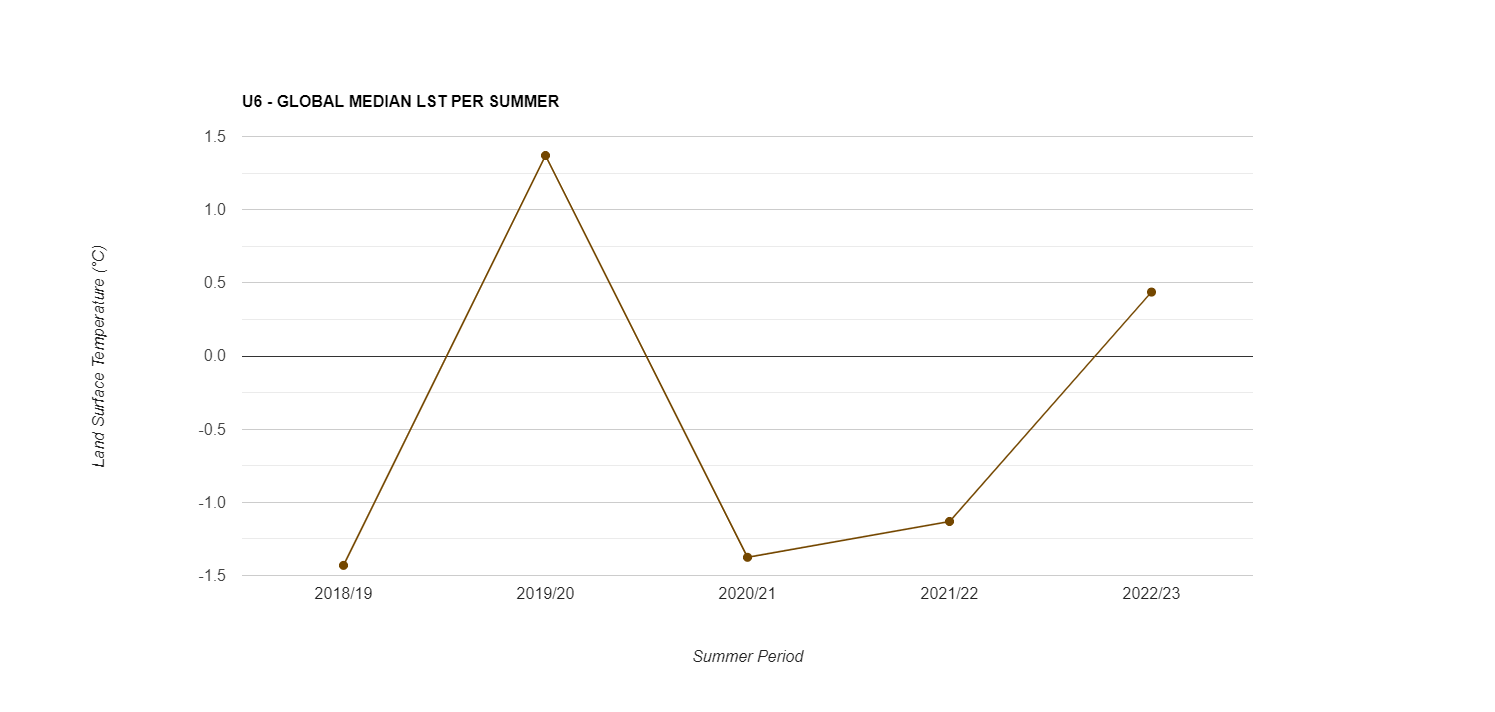 U6 - GLOBAL MEDIAN LST PER SUMMER
1.5
1.0
0.5
0.0
-0.5
-1.0
-1.5
Land Surface Temperature (°C)
2018/19 2019/20 2020/21 2021/22 2022/23
Summer Period